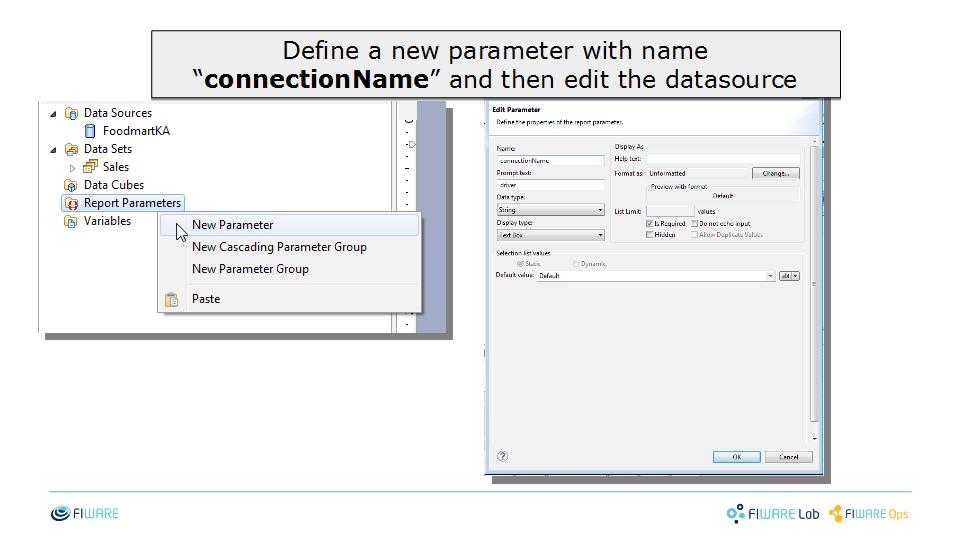 Define a new parameter with name
“connectionName” and then edit the datasource
Data Sources
FoodmartKA
Data Sets
Sales
Data Cubes
Report Parameters
Variables
New Parameter
New Cascading Parameter Group
New Parameter Group
Paste
Edit Parameter
Define the properties of the report parameter.
Name:
connectionName
Prompt text:
driver
Data type:
String
Display type:
Text Box
Display As
Help text:
Format as: Unformatted Change...
Preview with format
Default
List Limit: values
Is Required Do not echo input
Hidden Allow Duplicate Values
Selection list values
Static Dynamic
Default value: Default
OK Cancel
FIWARE
FIWARE Lab
FIWARE Ops